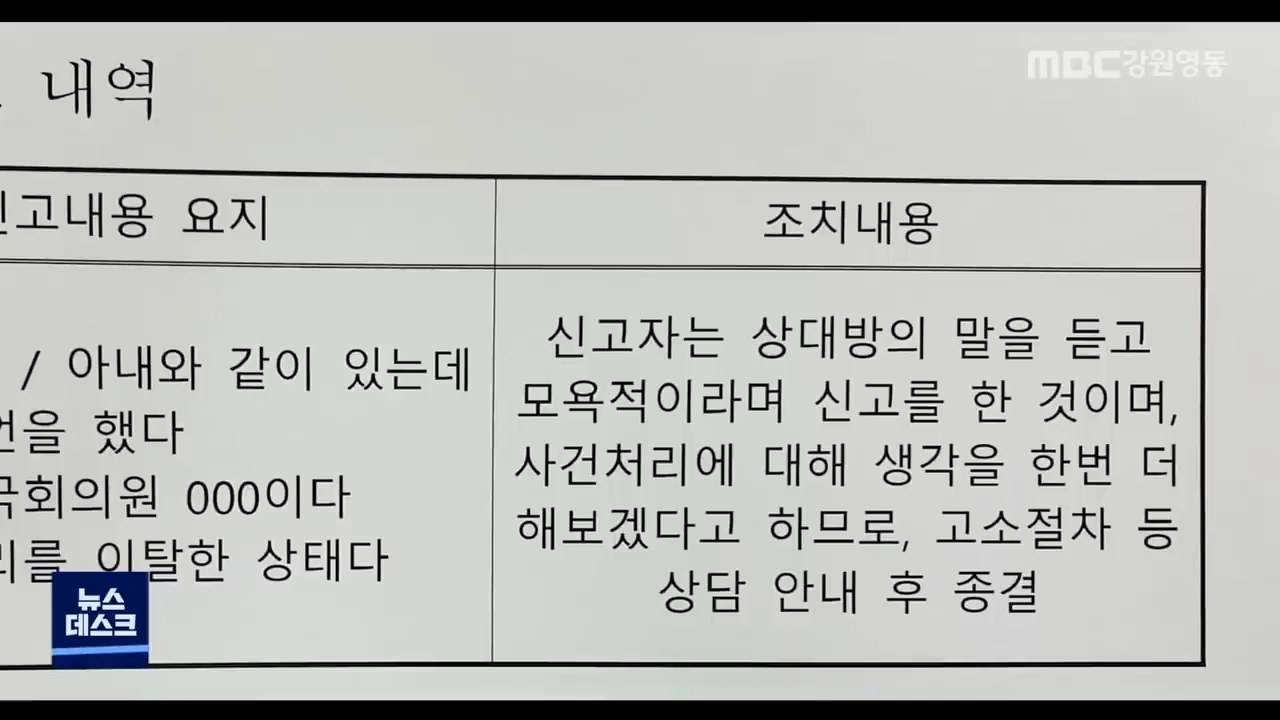 MBC강원영동
내역
고내용 요지
조치내용
/ 아내와 같이 있는데
을 했다
회의원 000이다
를 이탈한 상태다
신고자는 상대방의 말을 듣고
모욕적이라며 신고를 한 것이며,
사건처리에 대해 생각을 한번 더
해보겠다고 하므로, 고소절차 등
상담 안내 후 종결
뉴스
데스크